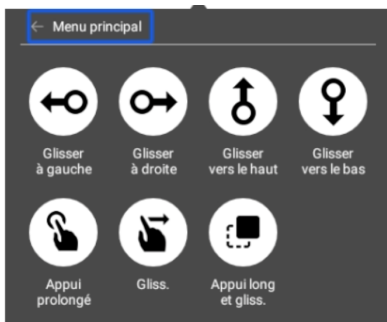 Menu principal
Glisser
à gauche
Glisser
à droite
Glisser
vers le haut
Glisser
vers le bas
Appui
prolongé
Gliss.
Appui long
et gliss.